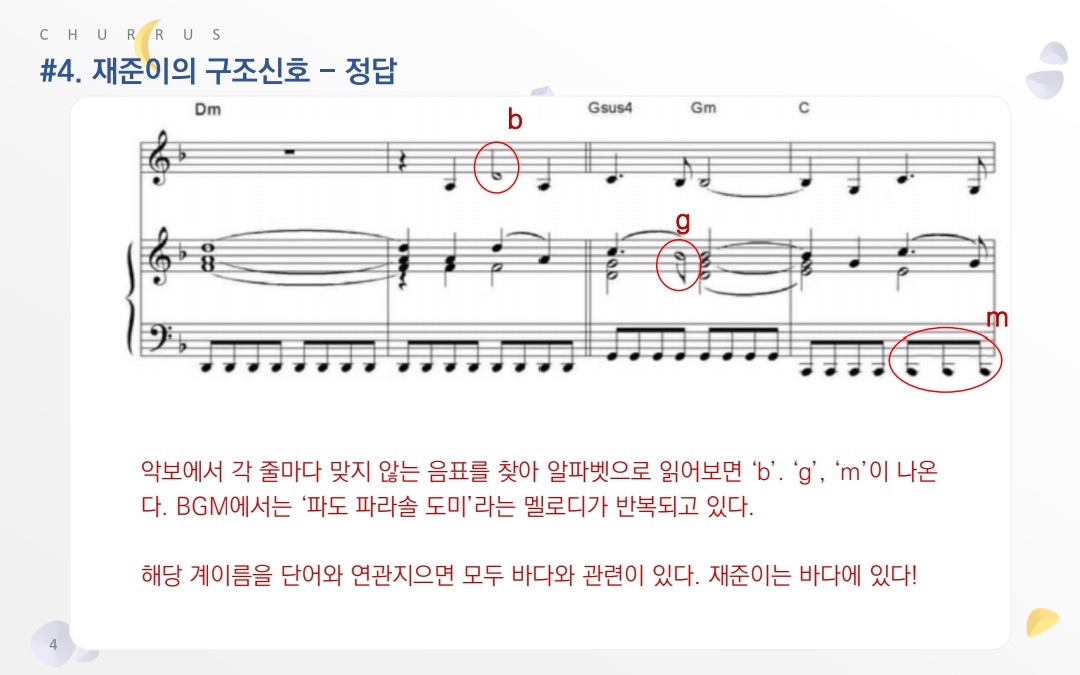 C H U R R U S
#4. 재준이의 구조신호 – 정답
Dm
b
Gsus4
Gm
C
g
m
악보에서 각 줄마다 맞지 않는 음표를 찾아 알파벳으로 읽어보면 ‘b’. ‘g’, ‘m’이 나온
다. BGM에서는 ‘파도 파라솔 도미’라는 멜로디가 반복되고 있다.
해당 계이름을 단어와 연관지으면 모두 바다와 관련이 있다. 재준이는 바다에 있다!
4